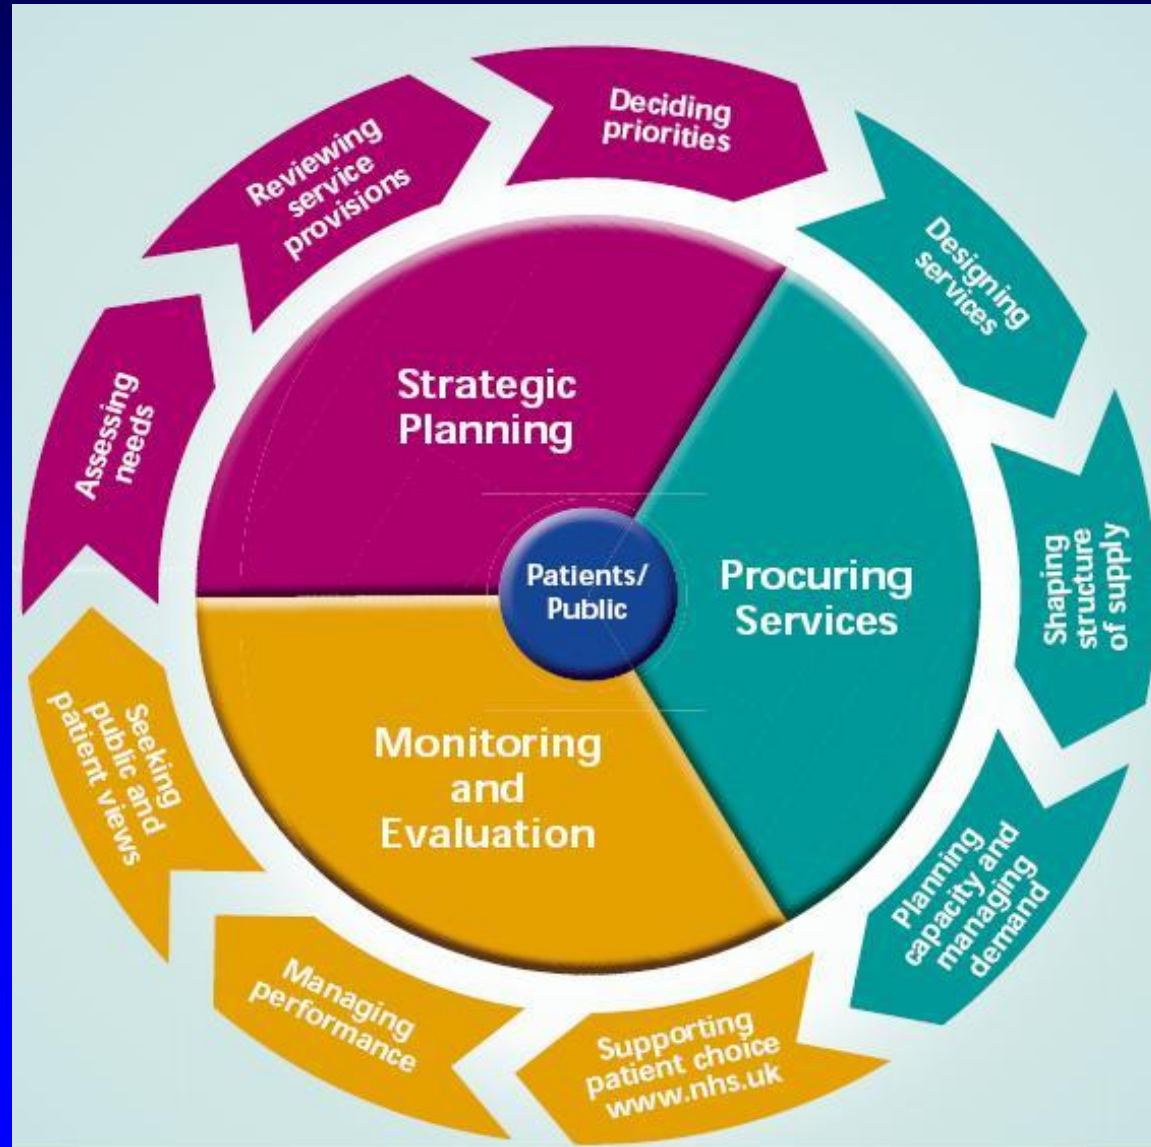 Deciding
priorities
Designing
services
Shaping
structure
of supply
Planning
capacity and
managing
demand
Supporting
patient choice
www.nhs.uk
Managing
performance
Seeking
public and
patient views
Assessing
needs
Reviewing
service
provisions
Strategic
Planning
Procuring
Services
Monitoring
and
Evaluation
Patients/
Public